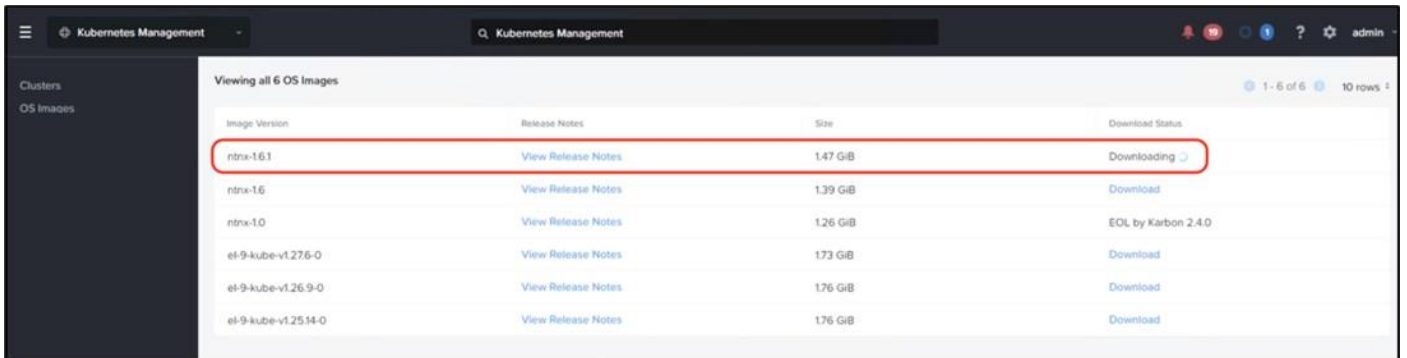 Kubernetes Management Kubernetes Management 19 1 ? admin
Clusters
OS Images
Viewing all 6 OS Images 1 - 6 of 6 10 rows
Image Version Release Notes Size Download Status
ntnx-1.6.1 View Release Notes 1.47 GiB Downloading
ntnx-1.6 View Release Notes 1.39 GiB Download
ntnx-1.0 View Release Notes 1.26 GiB EOL by Karbon 2.4.0
el-9-kube-v1.27.6-0 View Release Notes 1.73 GiB Download
el-9-kube-v1.26.9-0 View Release Notes 1.76 GiB Download
el-9-kube-v1.25.14-0 View Release Notes 1.76 GiB Download